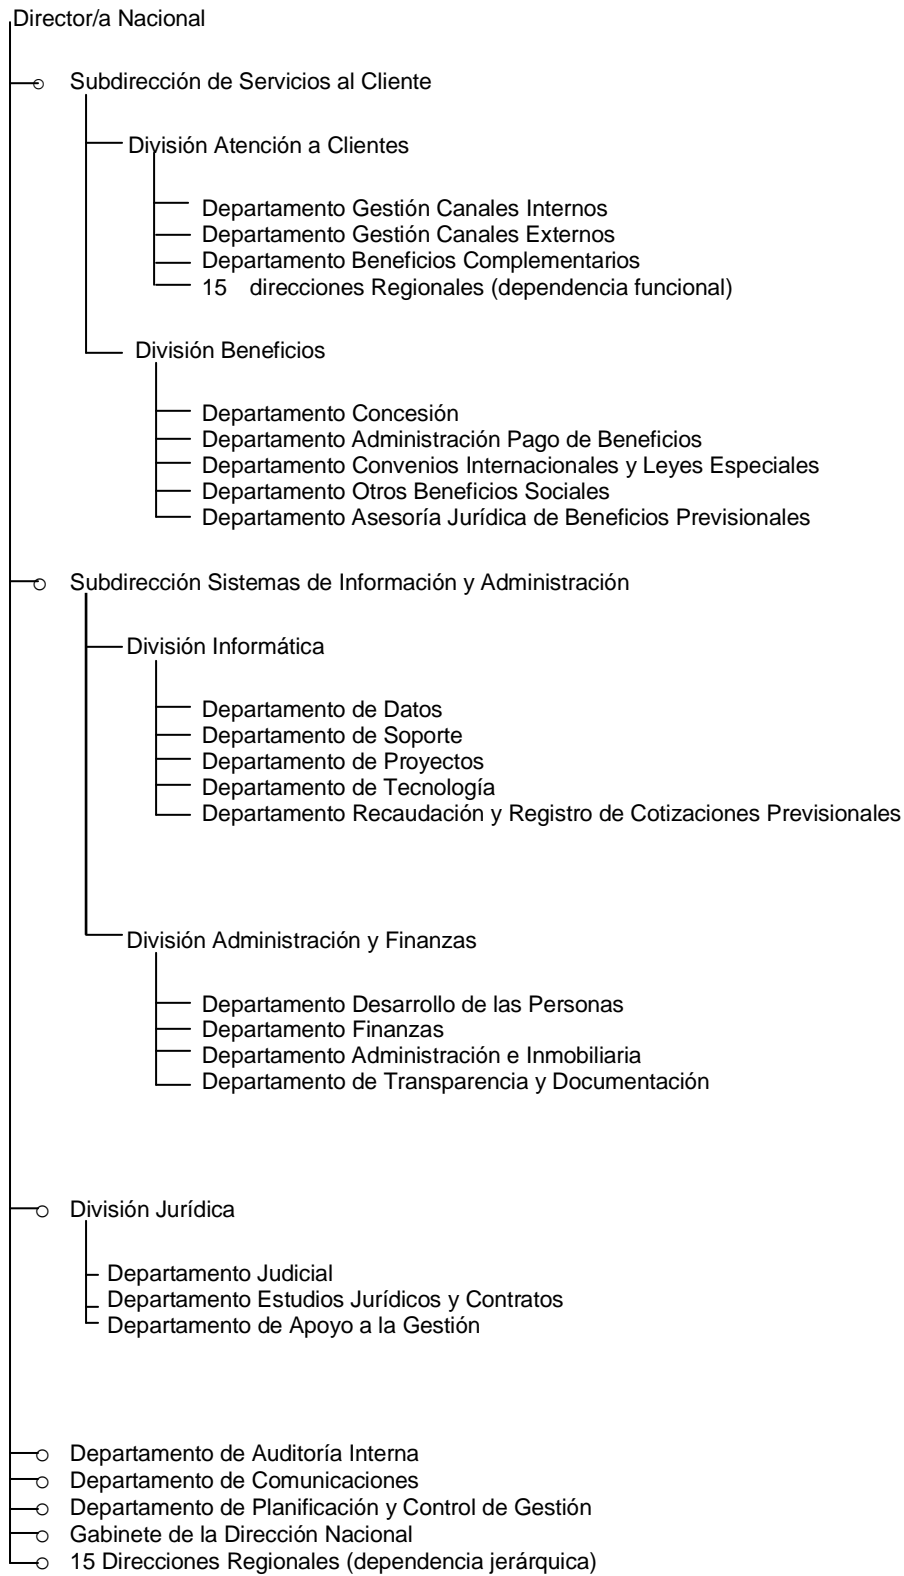 Director/a Nacional
Subdirección de Servicios al Cliente
División Atención a Clientes
Departamento Gestión Canales Internos
Departamento Gestión Canales Externos
Departamento Beneficios Complementarios
15 direcciones Regionales (dependencia funcional)
División Beneficios
Departamento Concesión
Departamento Administración Pago de Beneficios
Departamento Convenios Internacionales y Leyes Especiales
Departamento Otros Beneficios Sociales
Departamento Asesoría Jurídica de Beneficios Previsionales
Subdirección Sistemas de Información y Administración
División Informática
Departamento de Datos
Departamento de Soporte
Departamento de Proyectos
Departamento de Tecnología
Departamento Recaudación y Registro de Cotizaciones Previsionales
División Administración y Finanzas
Departamento Desarrollo de las Personas
Departamento Finanzas
Departamento Administración e Inmobiliaria
Departamento de Transparencia y Documentación
División Jurídica
Departamento Judicial
Departamento Estudios Jurídicos y Contratos
Departamento de Apoyo a la Gestión
Departamento de Auditoría Interna
Departamento de Comunicaciones
Departamento de Planificación y Control de Gestión
Gabinete de la Dirección Nacional
15 Direcciones Regionales (dependencia jerárquica)